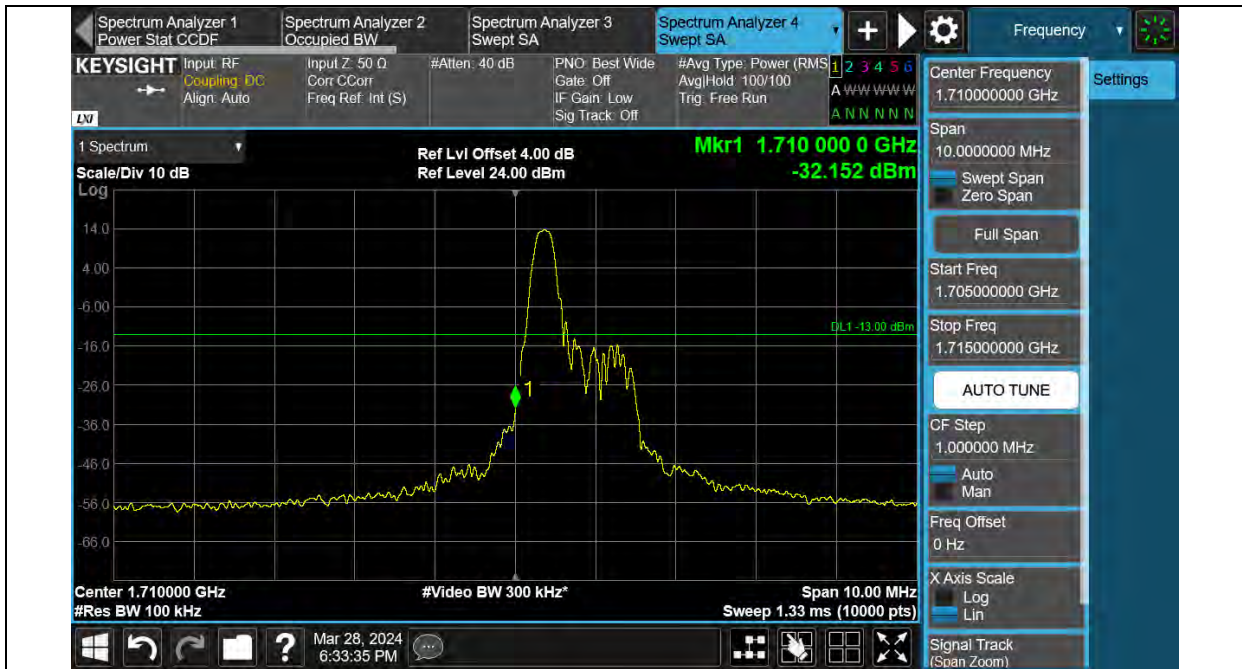 Spectrum Analyzer 1
Power Stat CCDF
Spectrum Analyzer 2
Occupied BW
Spectrum Analyzer 3
Swept SA
Spectrum Analyzer 4
Swept SA
Frequency
KEYSIGHT
LXI
Input: RF
Coupling: DC
Align: Auto
Input Z: 50 Ω
Corr CCorr
Freq Ref: Int (S)
#Atten: 40 dB
PNO: Best Wide
Gate: Off
IF Gain: Low
Sig Track: Off
#Avg Type: Power (RMS
Avg|Hold: 100/100
Trig: Free Run
1 2 3 4 5 6
A W W W W W
A N N N N N
1 Spectrum
Scale/Div 10 dB
Ref Lvl Offset 4.00 dB
Ref Level 24.00 dBm
Mkr1 1.710 000 0 GHz
-32.152 dBm
Log
14.0
4.00
-6.00
-16.0
-26.0
-36.0
-46.0
-56.0
-66.0
DL1 -13.00 dBm
1
Center 1.710000 GHz
#Res BW 100 kHz
#Video BW 300 kHz*
Span 10.00 MHz
Sweep 1.33 ms (10000 pts)
Mar 28, 2024
6:33:35 PM
Center Frequency
1.710000000 GHz
Settings
Span
10.0000000 MHz
Swept Span
Zero Span
Full Span
Start Freq
1.705000000 GHz
Stop Freq
1.715000000 GHz
AUTO TUNE
CF Step
1.000000 MHz
Auto
Man
Freq Offset
0 Hz
X Axis Scale
Log
Lin
Signal Track
(Span Zoom)